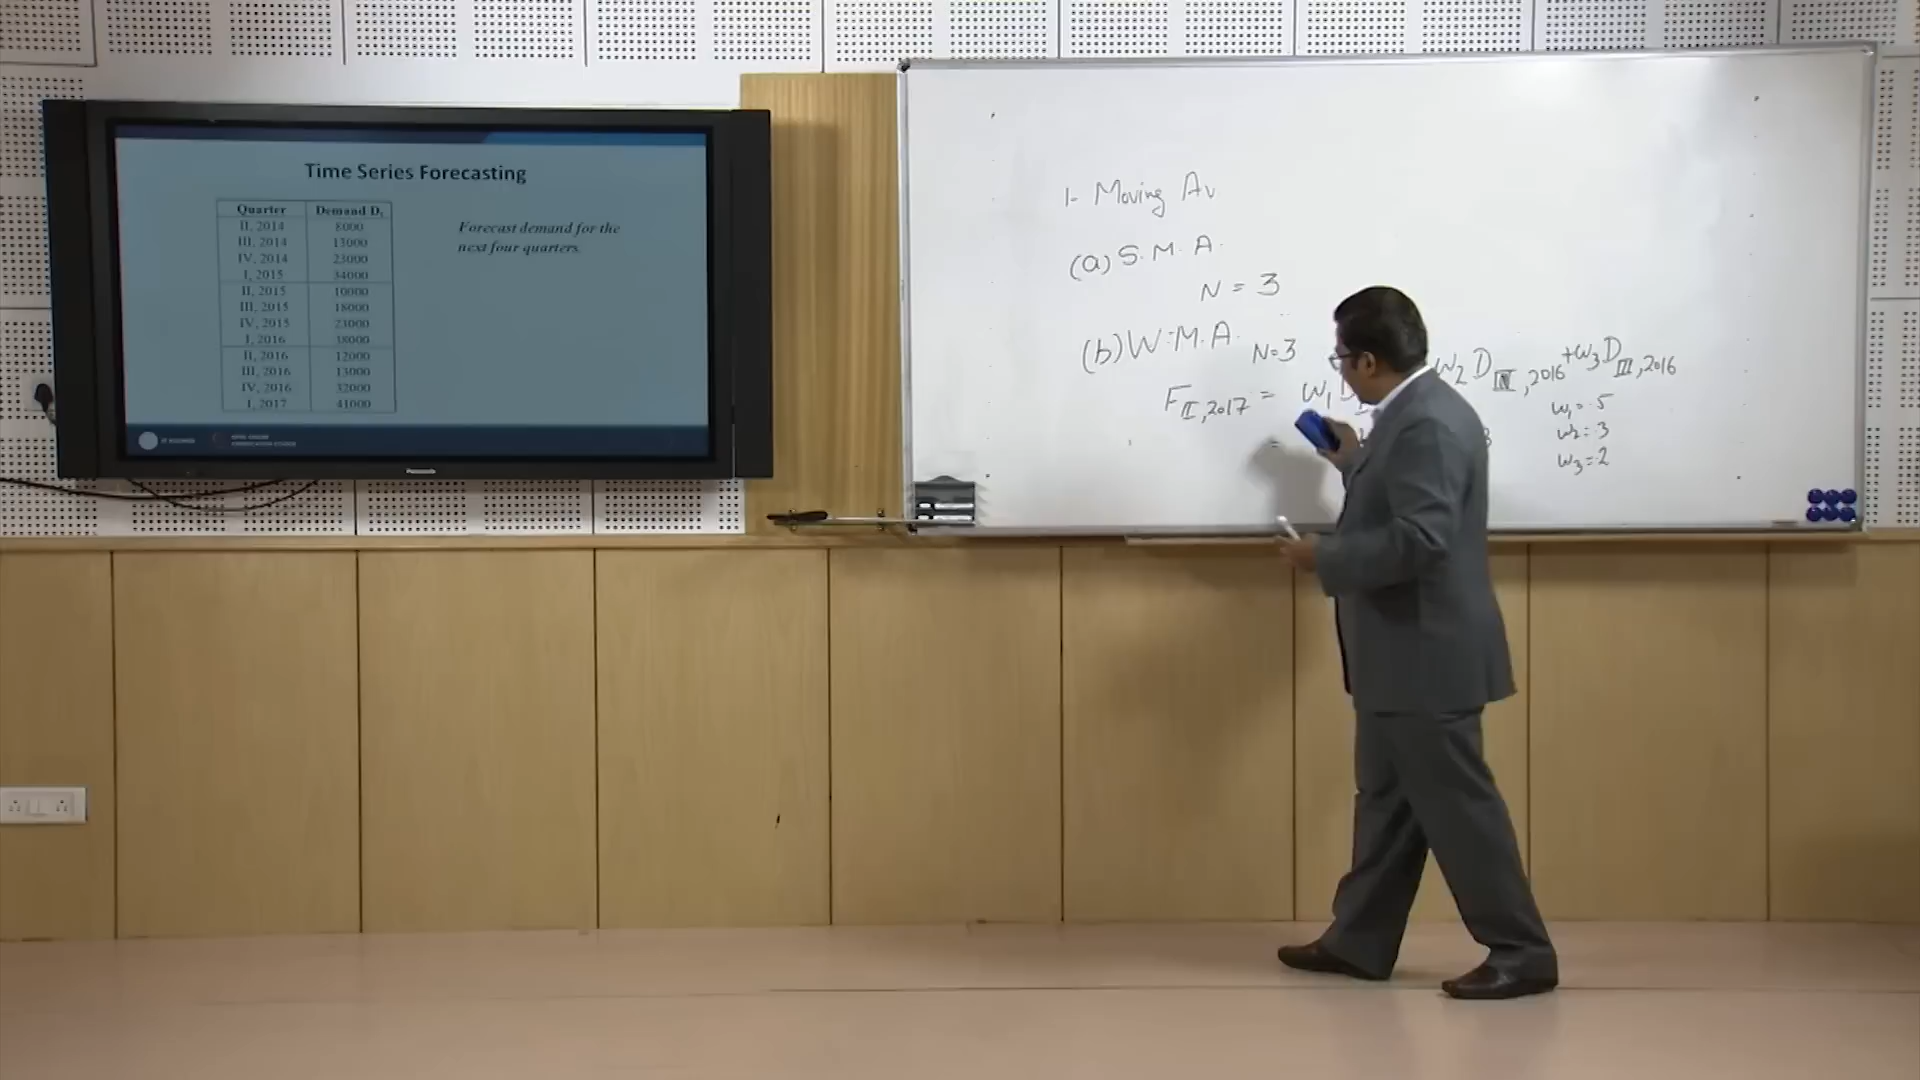 Time Series Forecasting
Quarter Demand Dt
II, 2014 8000
III, 2014 13000
IV, 2014 23000
I, 2015 34000
II, 2015 10000
III, 2015 18000
IV, 2015 23000
I, 2016 38000
II, 2016 12000
III, 2016 13000
IV, 2016 32000
I, 2017 41000
Forecast demand for the
next four quarters.
1- Moving Av
(a) S.M.A.
N = 3
(b) W.M.A. N=3
F II, 2017 = w1 D w2 D IV, 2016 + w3 D III, 2016
=
w1 = .5
w2 = .3
w3 = .2
Panasonic